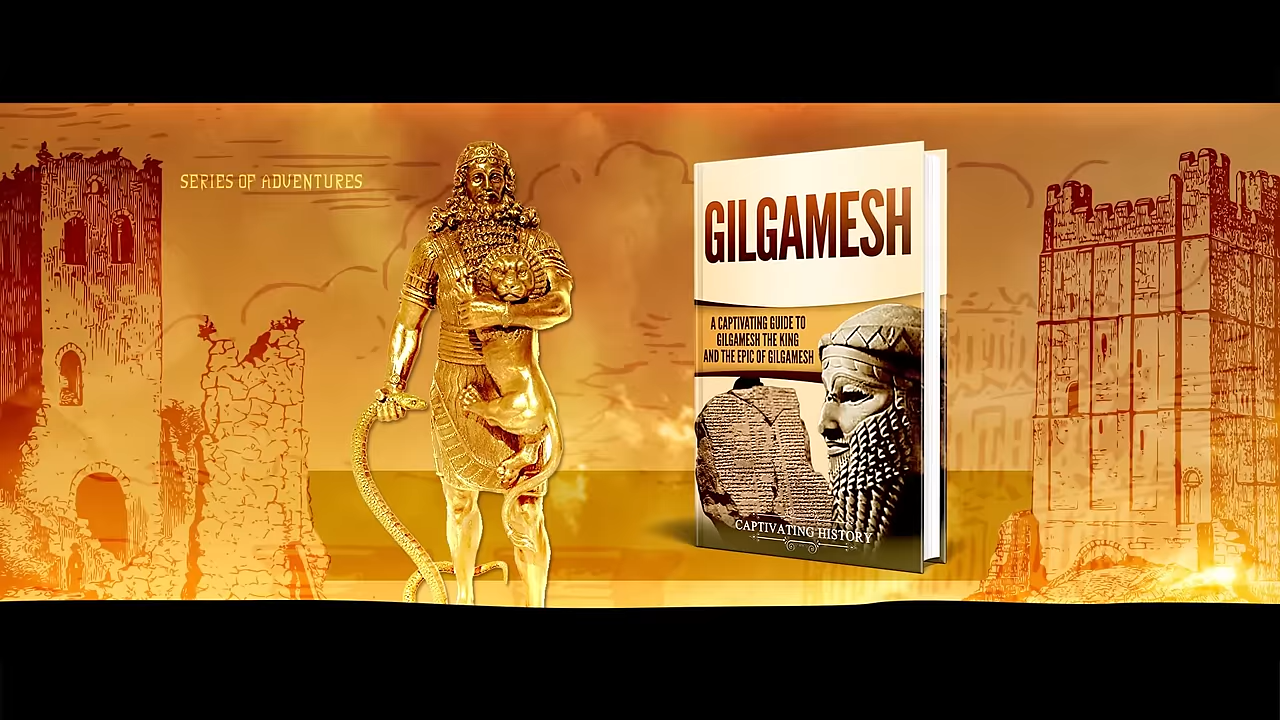 SERIES OF ADVENTURES
GILGAMESH
A CAPTIVATING GUIDE TO
GILGAMESH THE KING
AND THE EPIC OF GILGAMESH
CAPTIVATING HISTORY